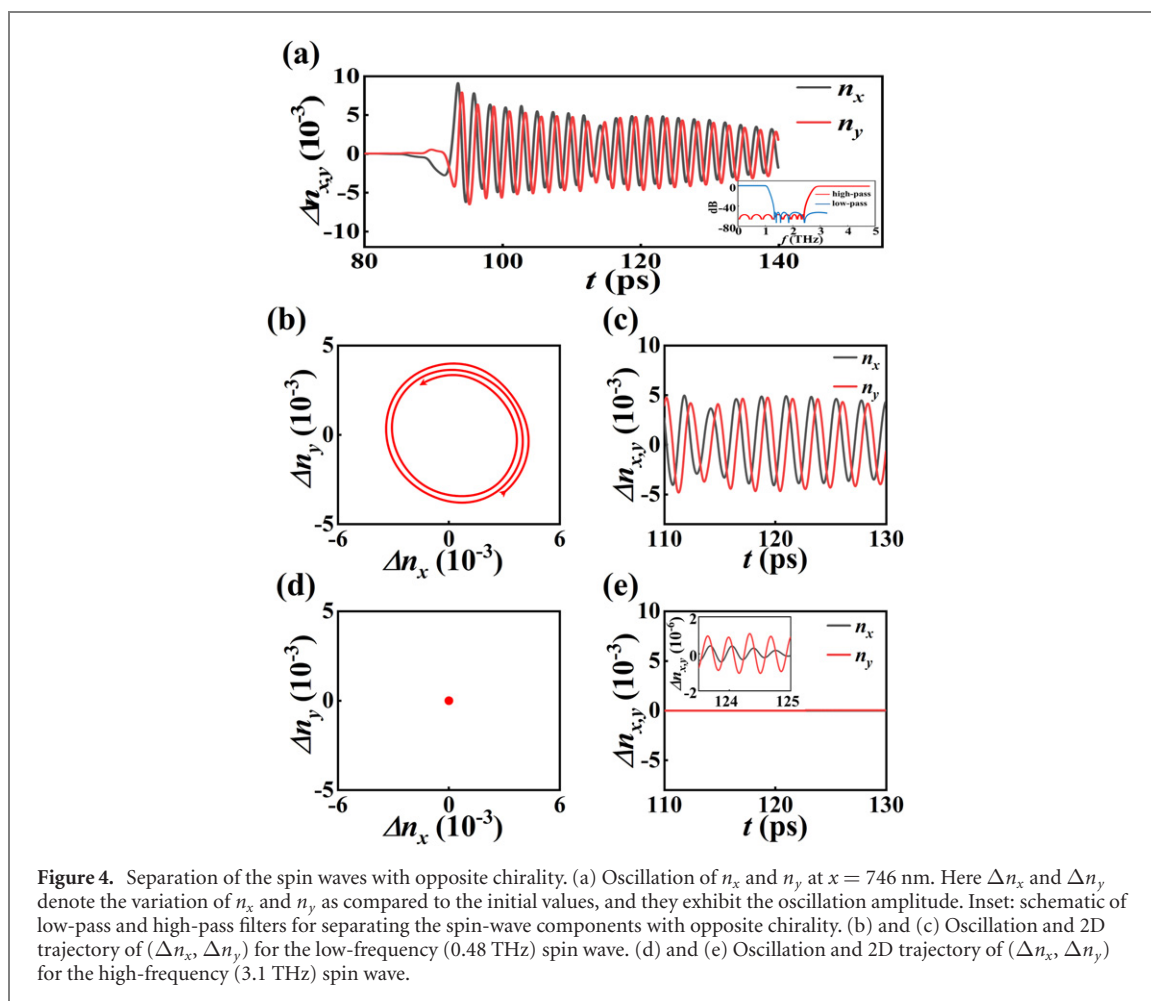 (a)
10
5
0
-5
-10
Δn_{x,y} (10^{-3})
n_x
n_y
0
-40
-80
dB
high-pass
low-pass
0 1 2 3 4 5
f (THz)
80 100 120 140
t (ps)
(b)
5
0
-5
Δn_y (10^{-3})
-6 0 6
Δn_x (10^{-3})
(c)
10
5
0
-5
Δn_{x,y} (10^{-3})
n_x
n_y
110 120 130
t (ps)
(d)
5
0
-5
Δn_y (10^{-3})
-6 0 6
Δn_x (10^{-3})
(e)
10
5
0
-5
Δn_{x,y} (10^{-3})
2
0
-2
Δn_{x,y} (10^{-6})
124 125
n_x
n_y
110 120 130
t (ps)
Figure 4. Separation of the spin waves with opposite chirality. (a) Oscillation of n_x and n_y at x = 746 nm. Here Δn_x and Δn_y
denote the variation of n_x and n_y as compared to the initial values, and they exhibit the oscillation amplitude. Inset: schematic of
low-pass and high-pass filters for separating the spin-wave components with opposite chirality. (b) and (c) Oscillation and 2D
trajectory of (Δn_x, Δn_y) for the low-frequency (0.48 THz) spin wave. (d) and (e) Oscillation and 2D trajectory of (Δn_x, Δn_y)
for the high-frequency (3.1 THz) spin wave.